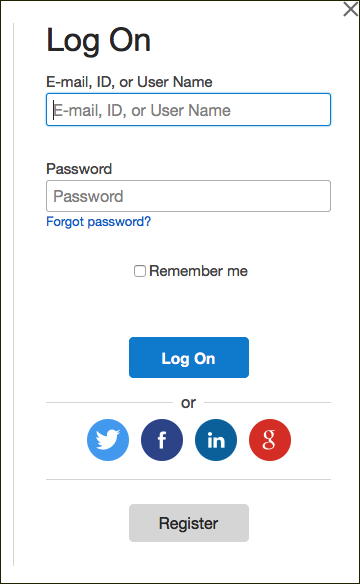 Log On
E-mail, ID, or User Name
E-mail, ID, or User Name
Password
Password
Forgot password?
Remember me
Log On
or
f in g
Register